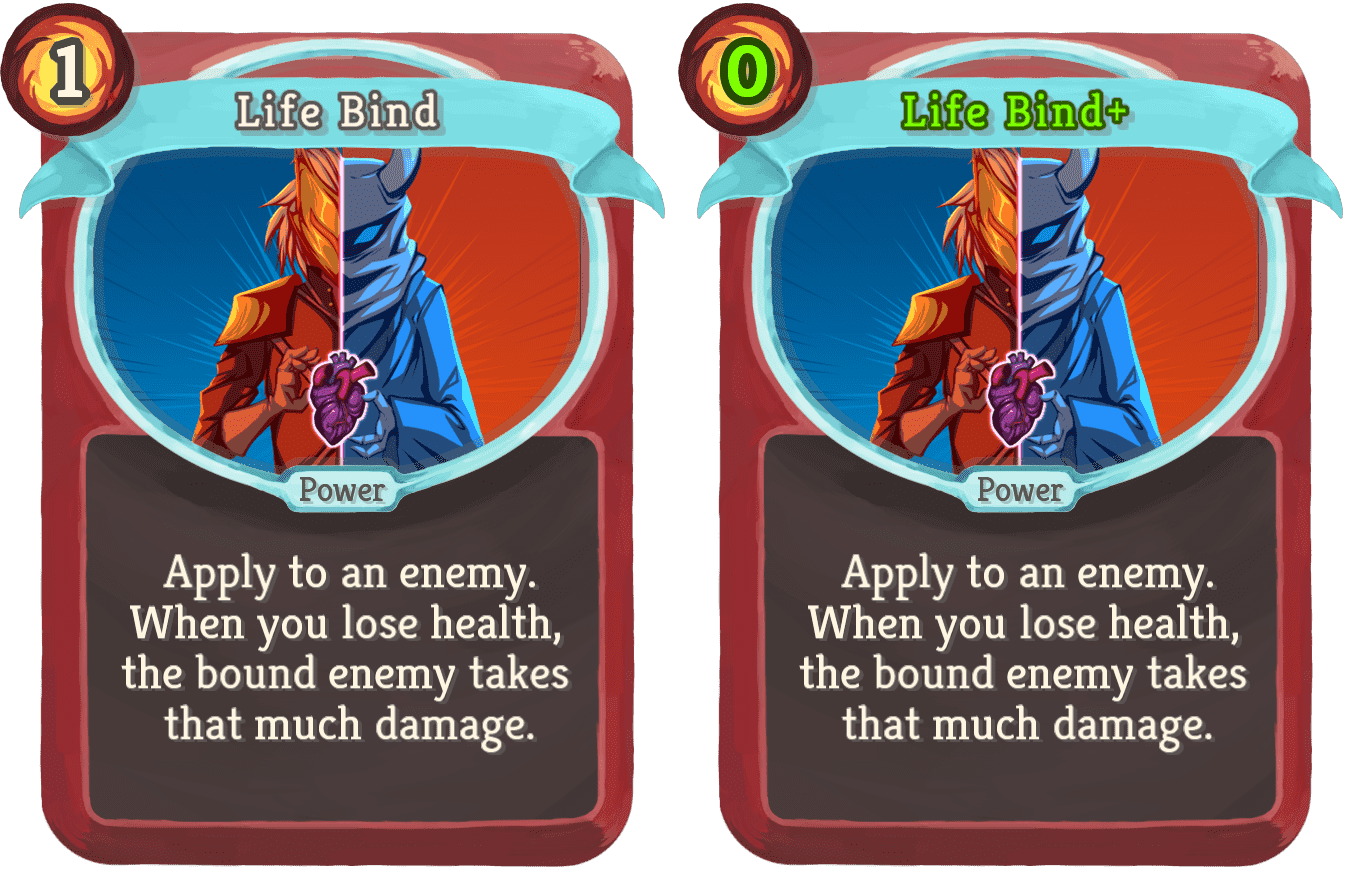 1
Life Bind
Power
Apply to an enemy.
When you lose health,
the bound enemy takes
that much damage.
0
Life Bind+
Power
Apply to an enemy.
When you lose health,
the bound enemy takes
that much damage.